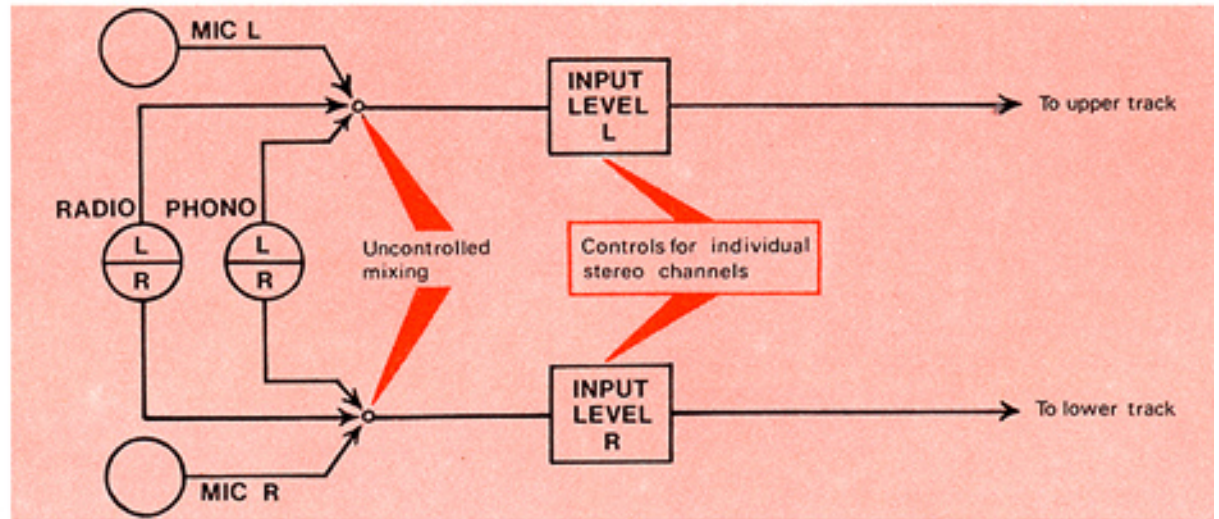 MIC L
INPUT
LEVEL
L
To upper track
RADIO
PHONO
L
R
L
R
Uncontrolled
mixing
Controls for individual
stereo channels
INPUT
LEVEL
R
To lower track
MIC R